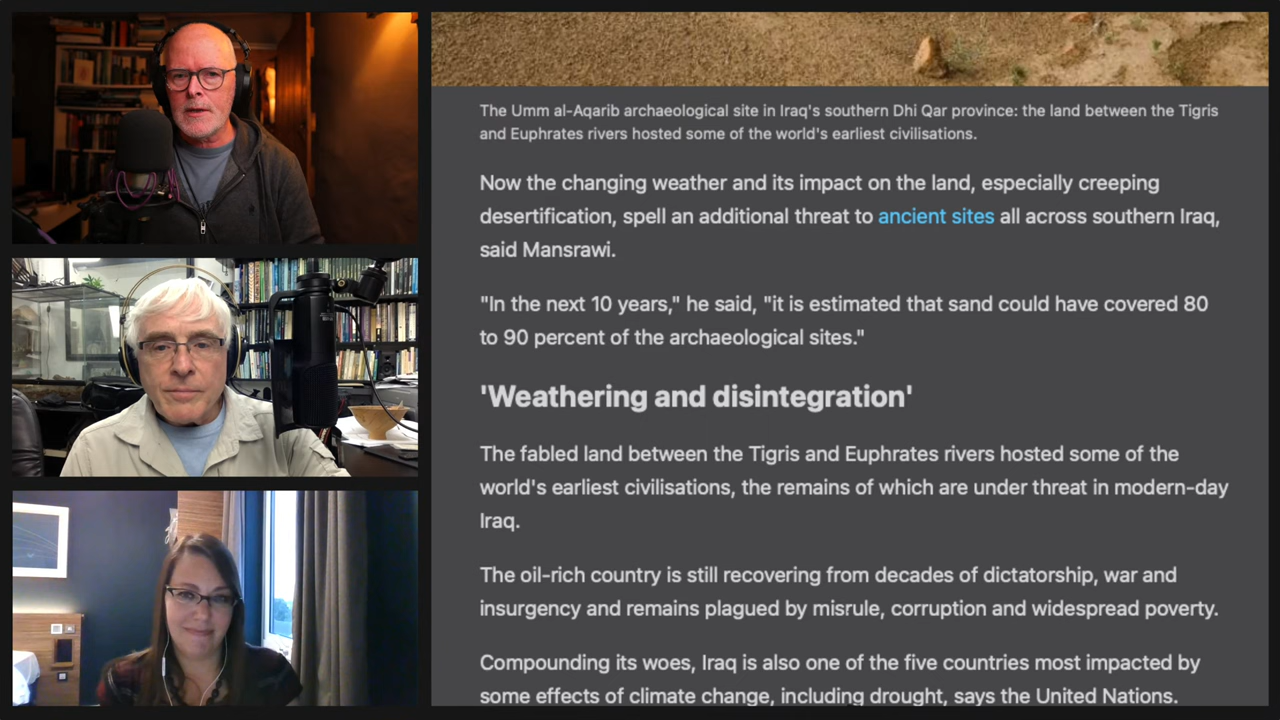 The Umm al-Aqarib archaeological site in Iraq's southern Dhi Qar province: the land between the Tigris
and Euphrates rivers hosted some of the world's earliest civilisations.
Now the changing weather and its impact on the land, especially creeping
desertification, spell an additional threat to ancient sites all across southern Iraq,
said Mansrawi.
"In the next 10 years," he said, "it is estimated that sand could have covered 80
to 90 percent of the archaeological sites."
'Weathering and disintegration'
The fabled land between the Tigris and Euphrates rivers hosted some of the
world's earliest civilisations, the remains of which are under threat in modern-day
Iraq.
The oil-rich country is still recovering from decades of dictatorship, war and
insurgency and remains plagued by misrule, corruption and widespread poverty.
Compounding its woes, Iraq is also one of the five countries most impacted by
some effects of climate change, including drought, says the United Nations.